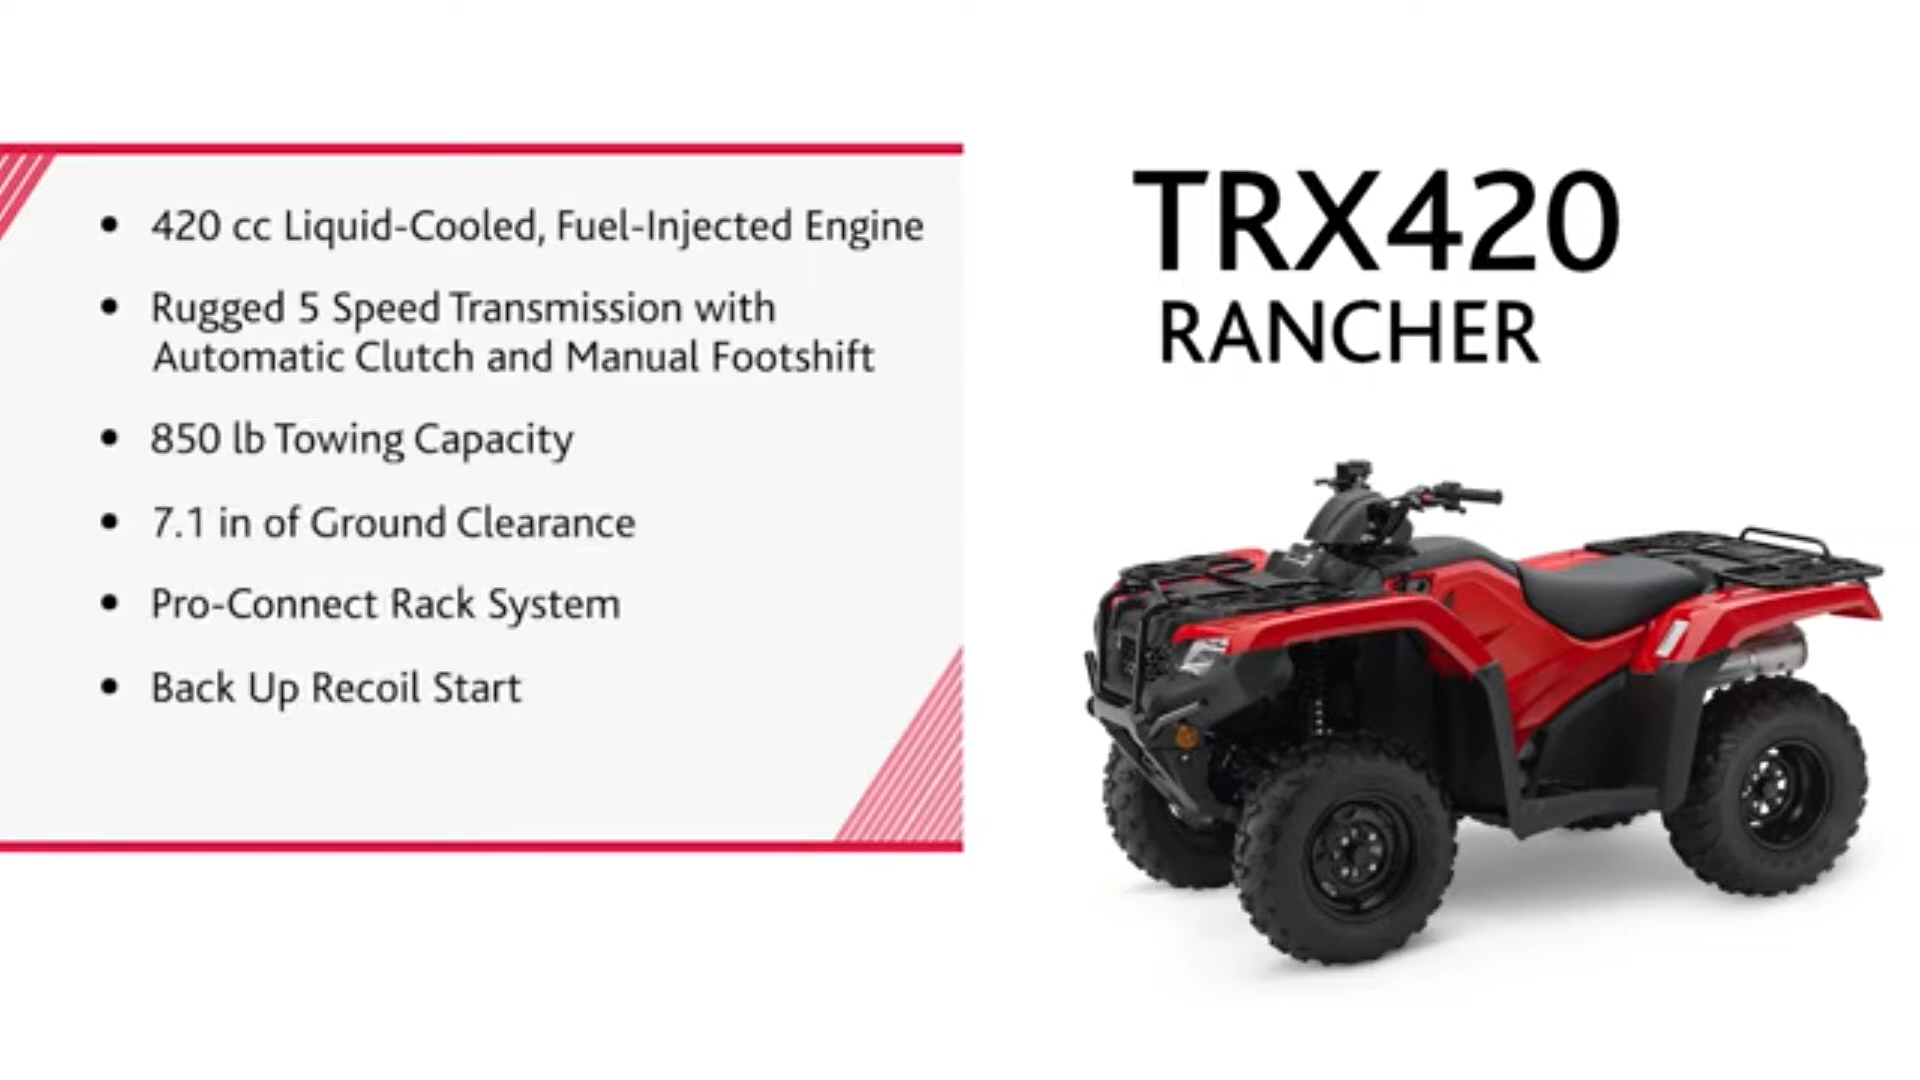 • 420 cc Liquid-Cooled, Fuel-Injected Engine
• Rugged 5 Speed Transmission with
Automatic Clutch and Manual Footshift
• 850 lb Towing Capacity
• 7.1 in of Ground Clearance
• Pro-Connect Rack System
• Back Up Recoil Start
TRX420
RANCHER